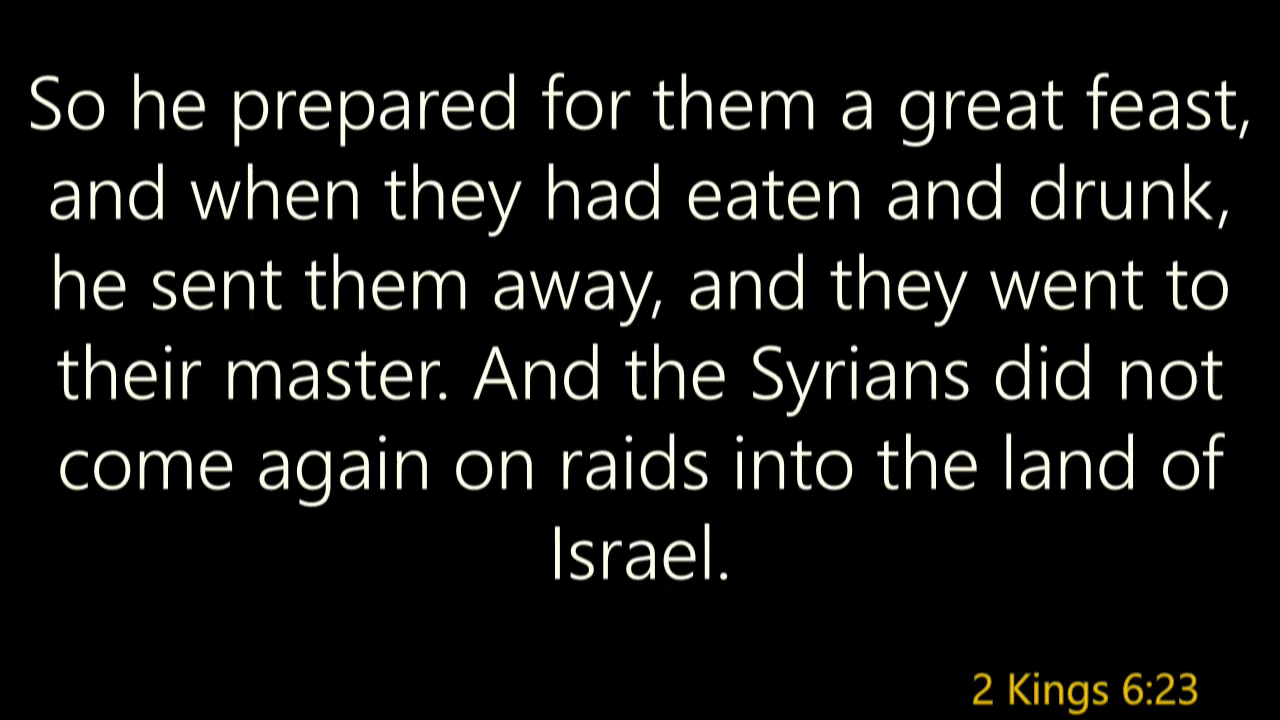 So he prepared for them a great feast,
and when they had eaten and drunk,
he sent them away, and they went to
their master. And the Syrians did not
come again on raids into the land of
Israel.
2 Kings 6:23